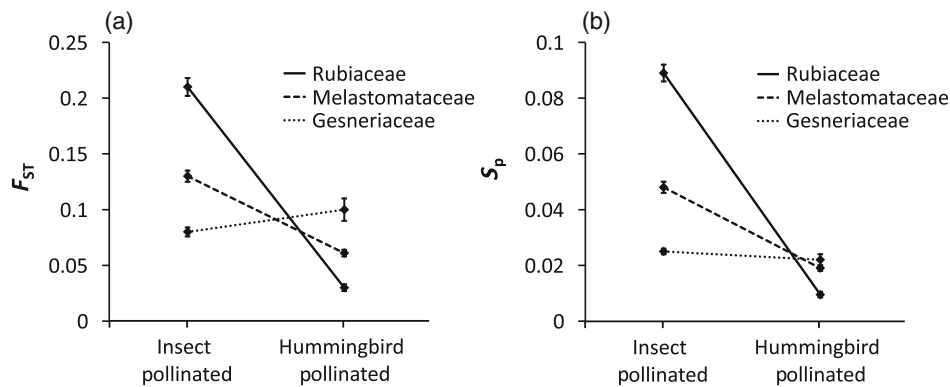 (a)
0.25
0.2
0.15
0.1
0.05
0
FST
Rubiaceae
Melastomataceae
Gesneriaceae
Insect
pollinated
Hummingbird
pollinated
(b)
0.1
0.08
0.06
0.04
0.02
0
Sp
Rubiaceae
Melastomataceae
Gesneriaceae
Insect
pollinated
Hummingbird
pollinated